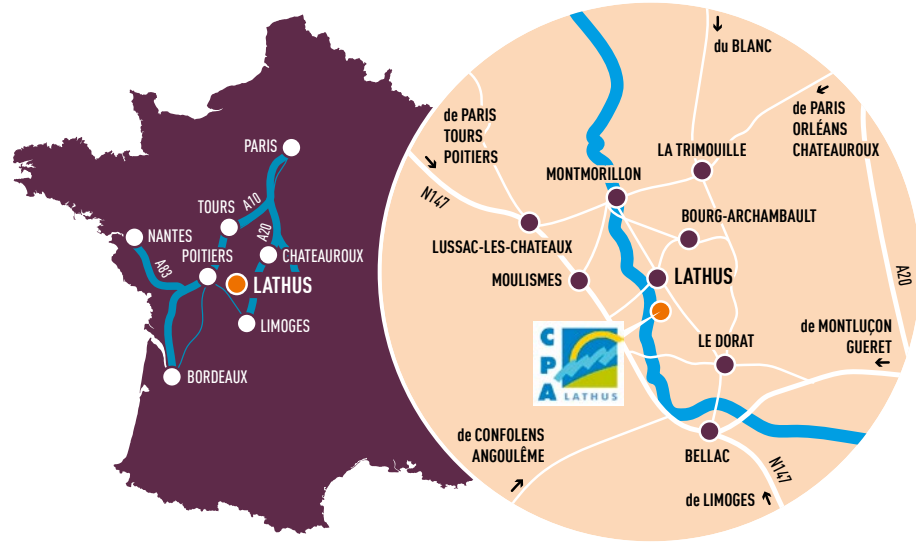 PARIS
TOURS
A10
NANTES
A83
POITIERS
A20
CHATEAUROUX
LATHUS
LIMOGES
BORDEAUX
du BLANC
de PARIS
TOURS
POITIERS
de PARIS
ORLÉANS
CHATEAUROUX
N147
LA TRIMOUILLE
MONTMORILLON
BOURG-ARCHAMBAULT
LUSSAC-LES-CHATEAUX
MOULISMES
LATHUS
A20
CPA
LATHUS
LE DORAT
de MONTLUÇON
GUERET
de CONFOLENS
ANGOULÊME
BELLAC
N147
de LIMOGES